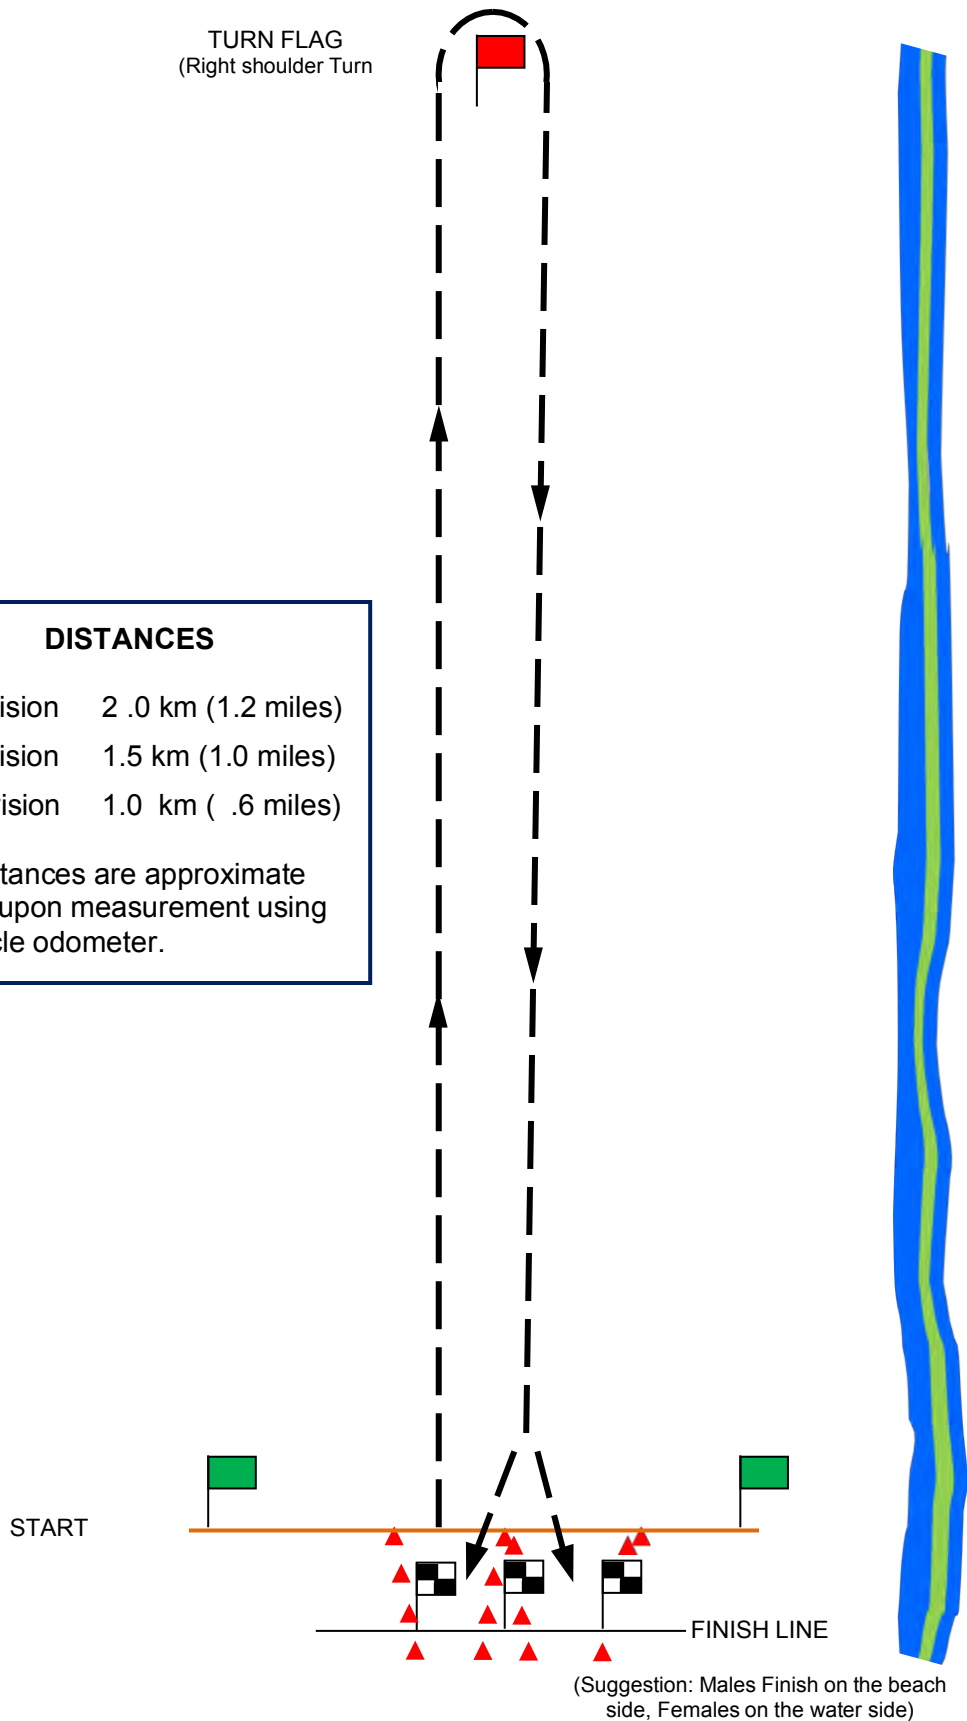 TURN FLAG
(Right shoulder Turn
DISTANCES
ision 2 .0 km (1.2 miles)
ision 1.5 km (1.0 miles)
ision 1.0 km ( .6 miles)
tances are approximate
upon measurement using
cle odometer.
START
FINISH LINE
(Suggestion: Males Finish on the beach
side, Females on the water side)